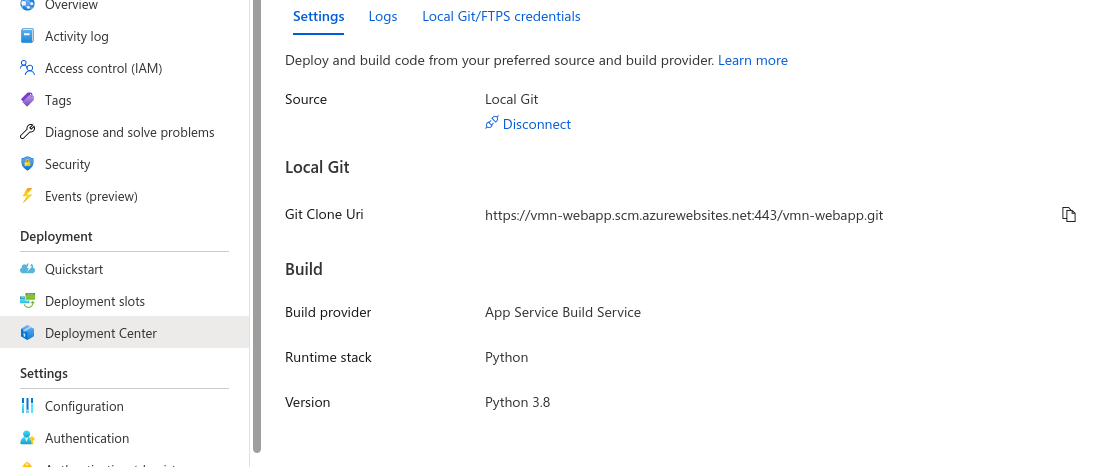 Overview
Activity log
Access control (IAM)
Tags
Diagnose and solve problems
Security
Events (preview)
Deployment
Quickstart
Deployment slots
Deployment Center
Settings
Configuration
Authentication
Settings Logs Local Git/FTPS credentials
Deploy and build code from your preferred source and build provider. Learn more
Source Local Git
Disconnect
Local Git
Git Clone Uri https://vmn-webapp.scm.azurewebsites.net:443/vmn-webapp.git
Build
Build provider App Service Build Service
Runtime stack Python
Version Python 3.8